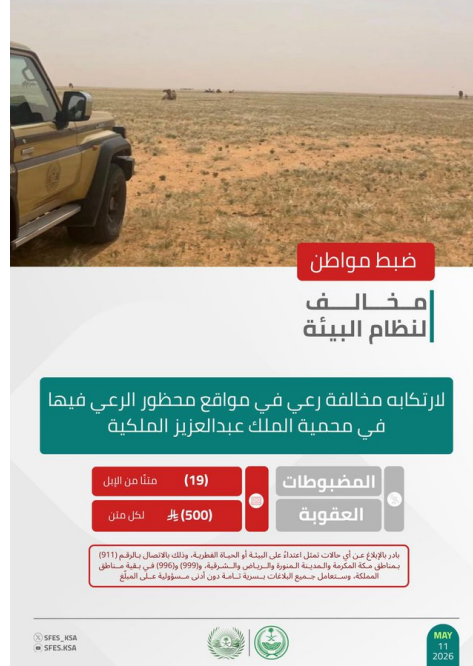 ضبط مواطن
مخالف
لنظام البيئة
لارتكابه مخالفة رعي في مواقع محظور الرعي فيها
في محمية الملك عبدالعزيز الملكية
المضبوطات
(19) متنًا من الإبل
العقوبة
(500) لكل متن
بادر بالإبلاغ عن أي حالات تمثل اعتداءً على البيئة أو الحياة الفطرية، وذلك بالاتصال بالرقم (911)
بمناطق مكة المكرمة والمدينة المنورة والرياض والشرقية، و(999) و(996) في بقية مناطق
المملكة، وستعامل جميع البلاغات بسرية تامة دون أدنى مسؤولية على المبلّغ
SFES_KSA
SFES.KSA
MAY
11
2026